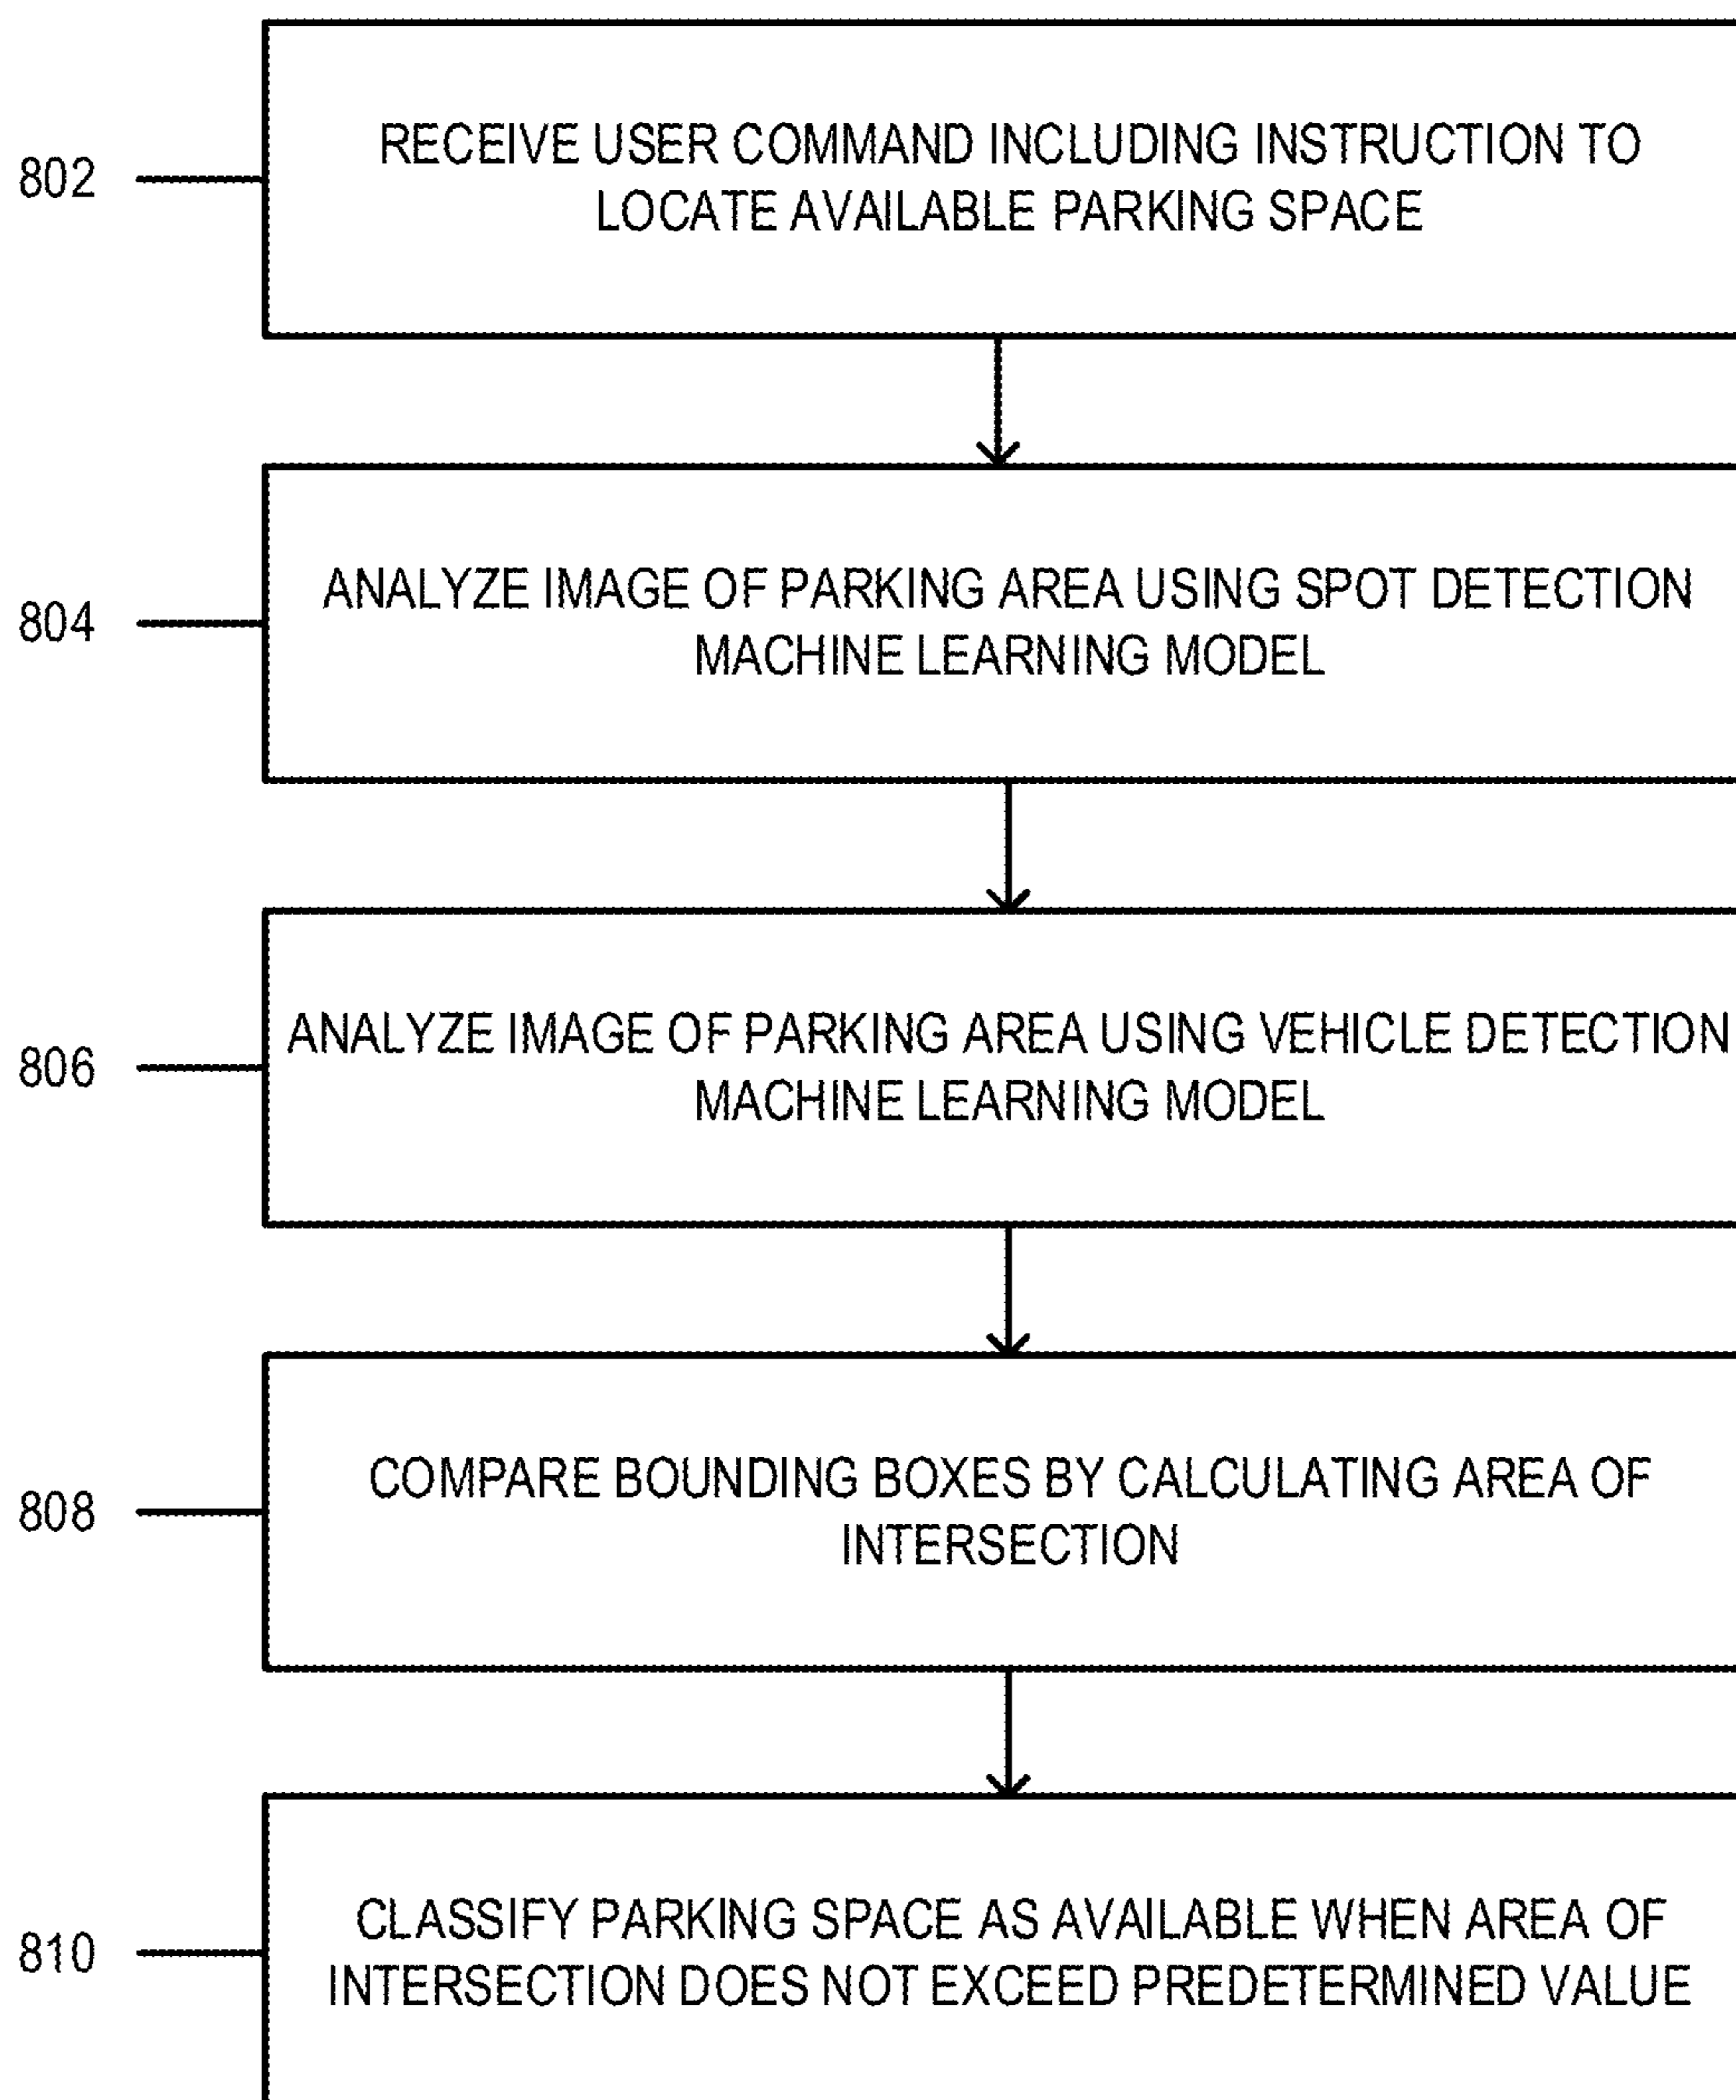 802
RECEIVE USER COMMAND INCLUDING INSTRUCTION TO
LOCATE AVAILABLE PARKING SPACE
804
ANALYZE IMAGE OF PARKING AREA USING SPOT DETECTION
MACHINE LEARNING MODEL
806
ANALYZE IMAGE OF PARKING AREA USING VEHICLE DETECTION
MACHINE LEARNING MODEL
808
COMPARE BOUNDING BOXES BY CALCULATING AREA OF
INTERSECTION
810
CLASSIFY PARKING SPACE AS AVAILABLE WHEN AREA OF
INTERSECTION DOES NOT EXCEED PREDETERMINED VALUE